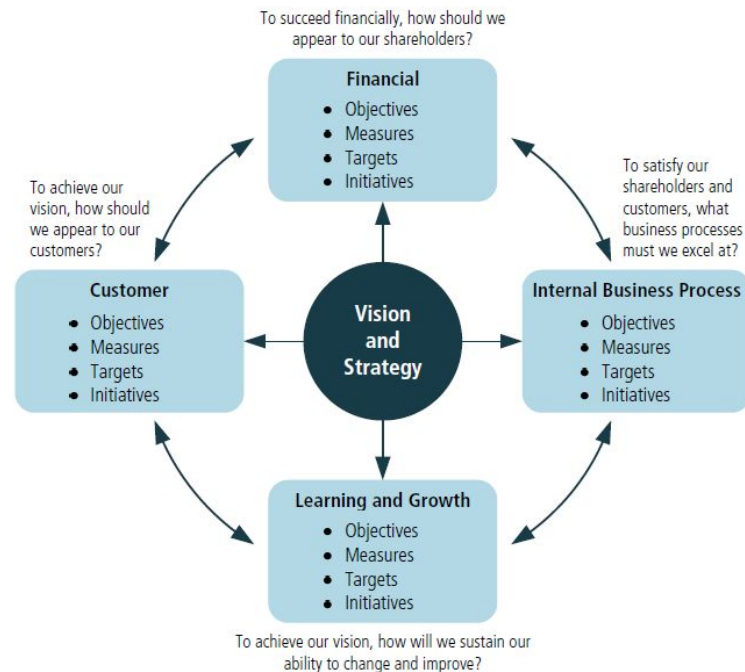 To succeed financially, how should we
appear to our shareholders?
Financial
• Objectives
• Measures
• Targets
• Initiatives
To achieve our
vision, how should
we appear to our
customers?
To satisfy our
shareholders and
customers, what
business processes
must we excel at?
Customer
• Objectives
• Measures
• Targets
• Initiatives
Vision
and
Strategy
Internal Business Process
• Objectives
• Measures
• Targets
• Initiatives
Learning and Growth
• Objectives
• Measures
• Targets
• Initiatives
To achieve our vision, how will we sustain our
ability to change and improve?